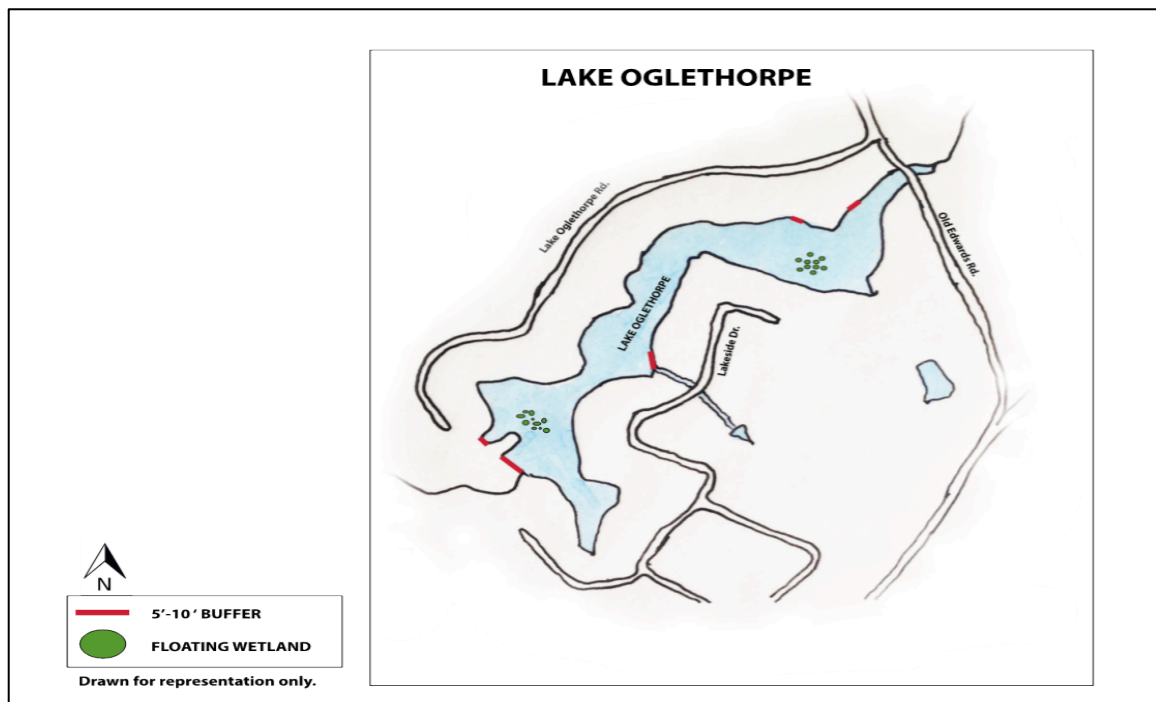 LAKE OGLETHORPE
Lake Oglethorpe Rd.
Old Edwards Rd.
LAKE OGLETHORPE
Lakeside Dr.
N
5'-10' BUFFER
FLOATING WETLAND
Drawn for representation only.